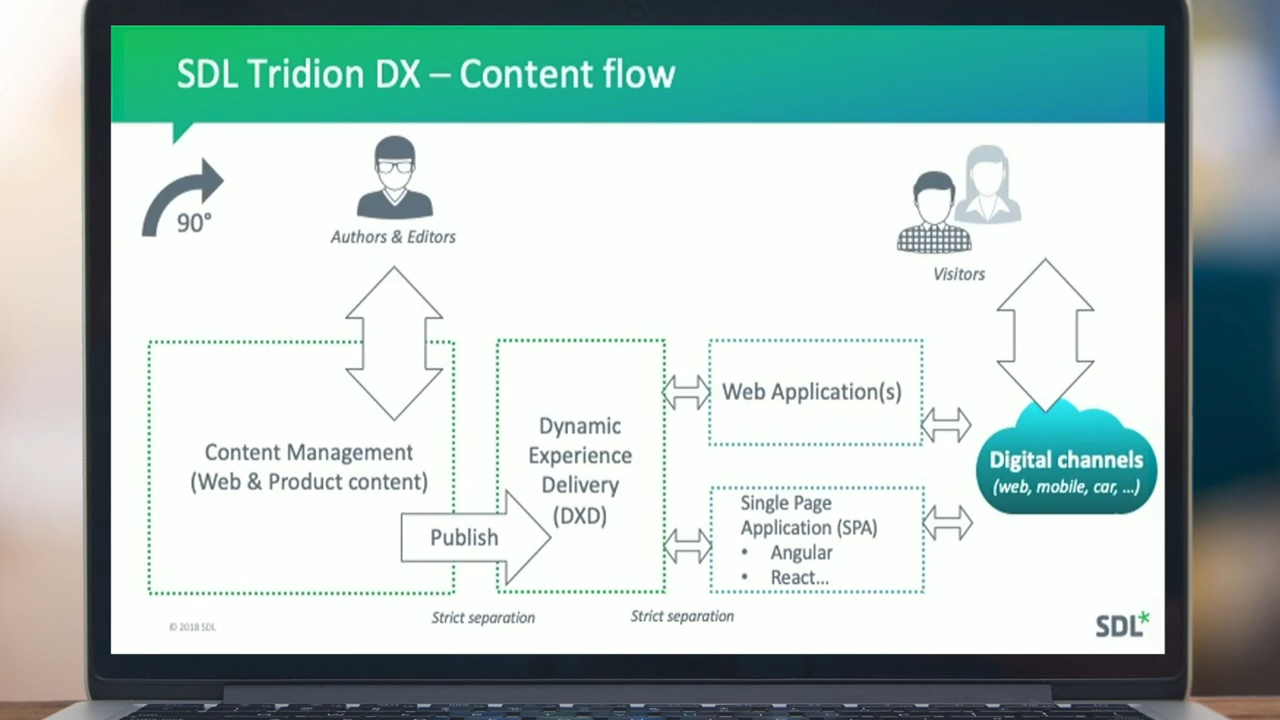 SDL Tridion DX – Content flow
90°
Authors & Editors
Visitors
Content Management
(Web & Product content)
Publish
Dynamic
Experience
Delivery
(DXD)
Web Application(s)
Single Page
Application (SPA)
• Angular
• React...
Digital channels
(web, mobile, car, ...)
Strict separation
Strict separation
© 2018 SDL
SDL*